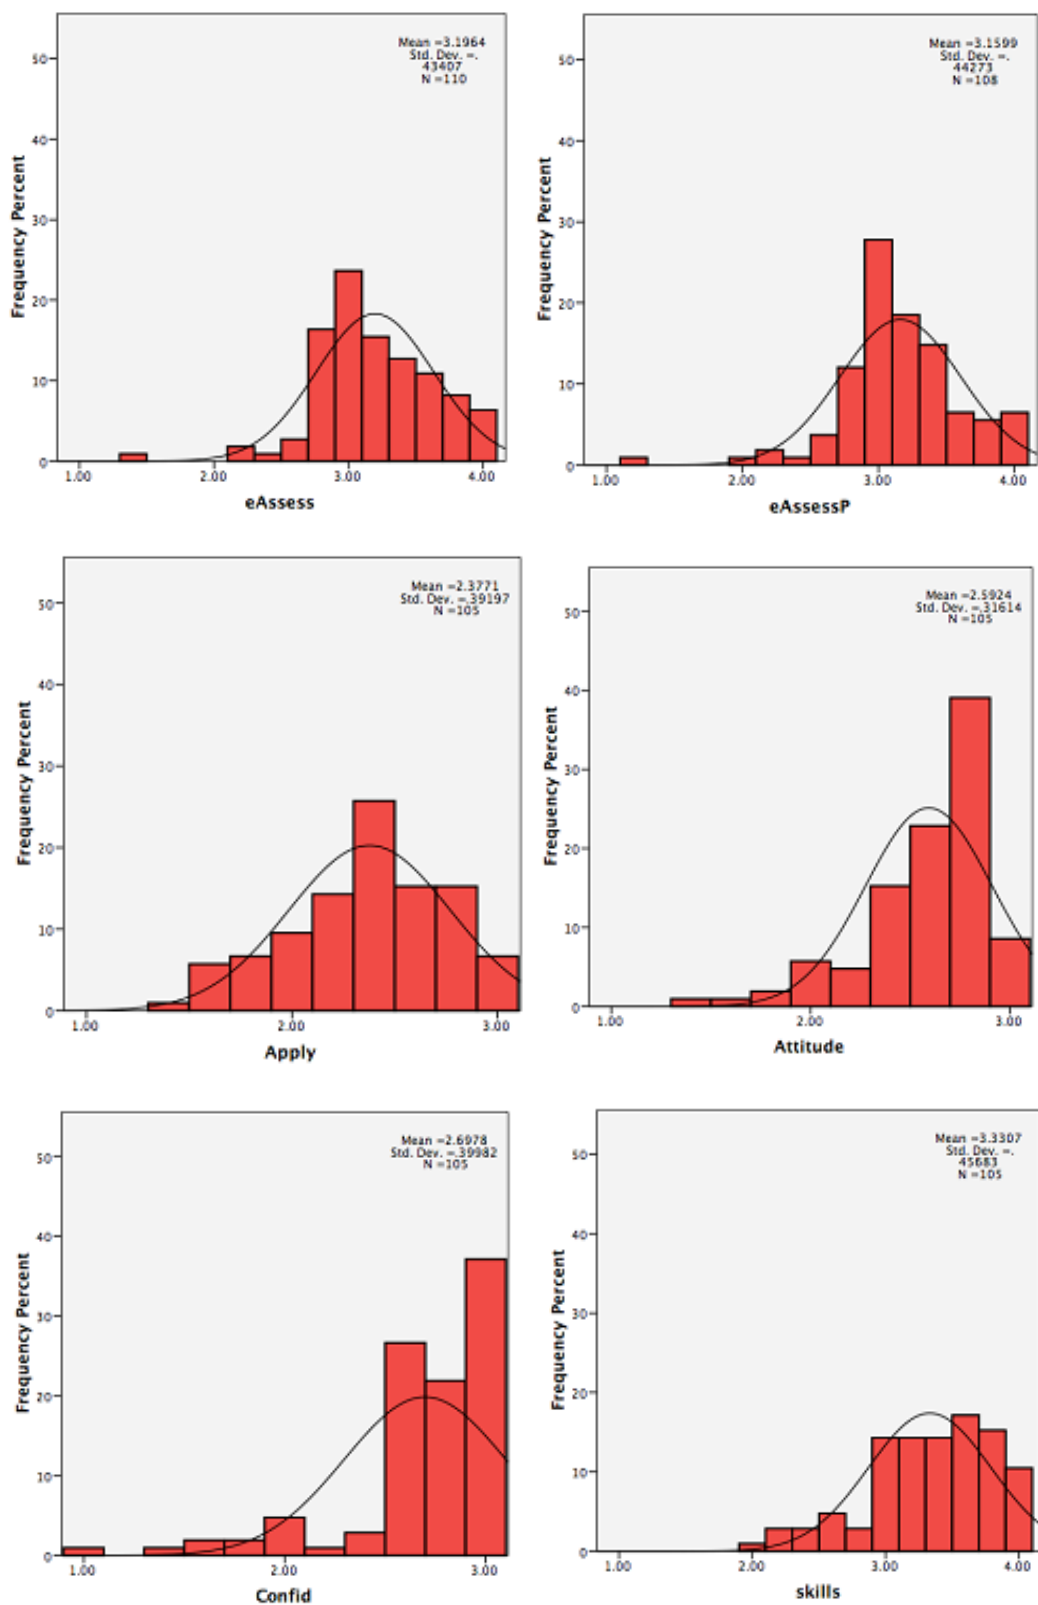 Mean =3.1964
Std. Dev. =.
43407
N =110
50
40
30
20
10
0
Frequency Percent
1.00 2.00 3.00 4.00
eAssess
Mean =3.1599
Std. Dev. =.
44273
N =108
50
40
30
20
10
0
Frequency Percent
1.00 2.00 3.00 4.00
eAssessP
Mean =2.3771
Std. Dev. =.39197
N =105
50
40
30
20
10
0
Frequency Percent
1.00 2.00 3.00
Apply
Mean =2.5924
Std. Dev. =.31614
N =105
50
40
30
20
10
0
Frequency Percent
1.00 2.00 3.00
Attitude
Mean =2.6978
Std. Dev. =.39982
N =105
50
40
30
20
10
0
Frequency Percent
1.00 2.00 3.00
Confid
Mean =3.3307
Std. Dev. =.
45683
N =105
50
40
30
20
10
0
Frequency Percent
1.00 2.00 3.00 4.00
skills